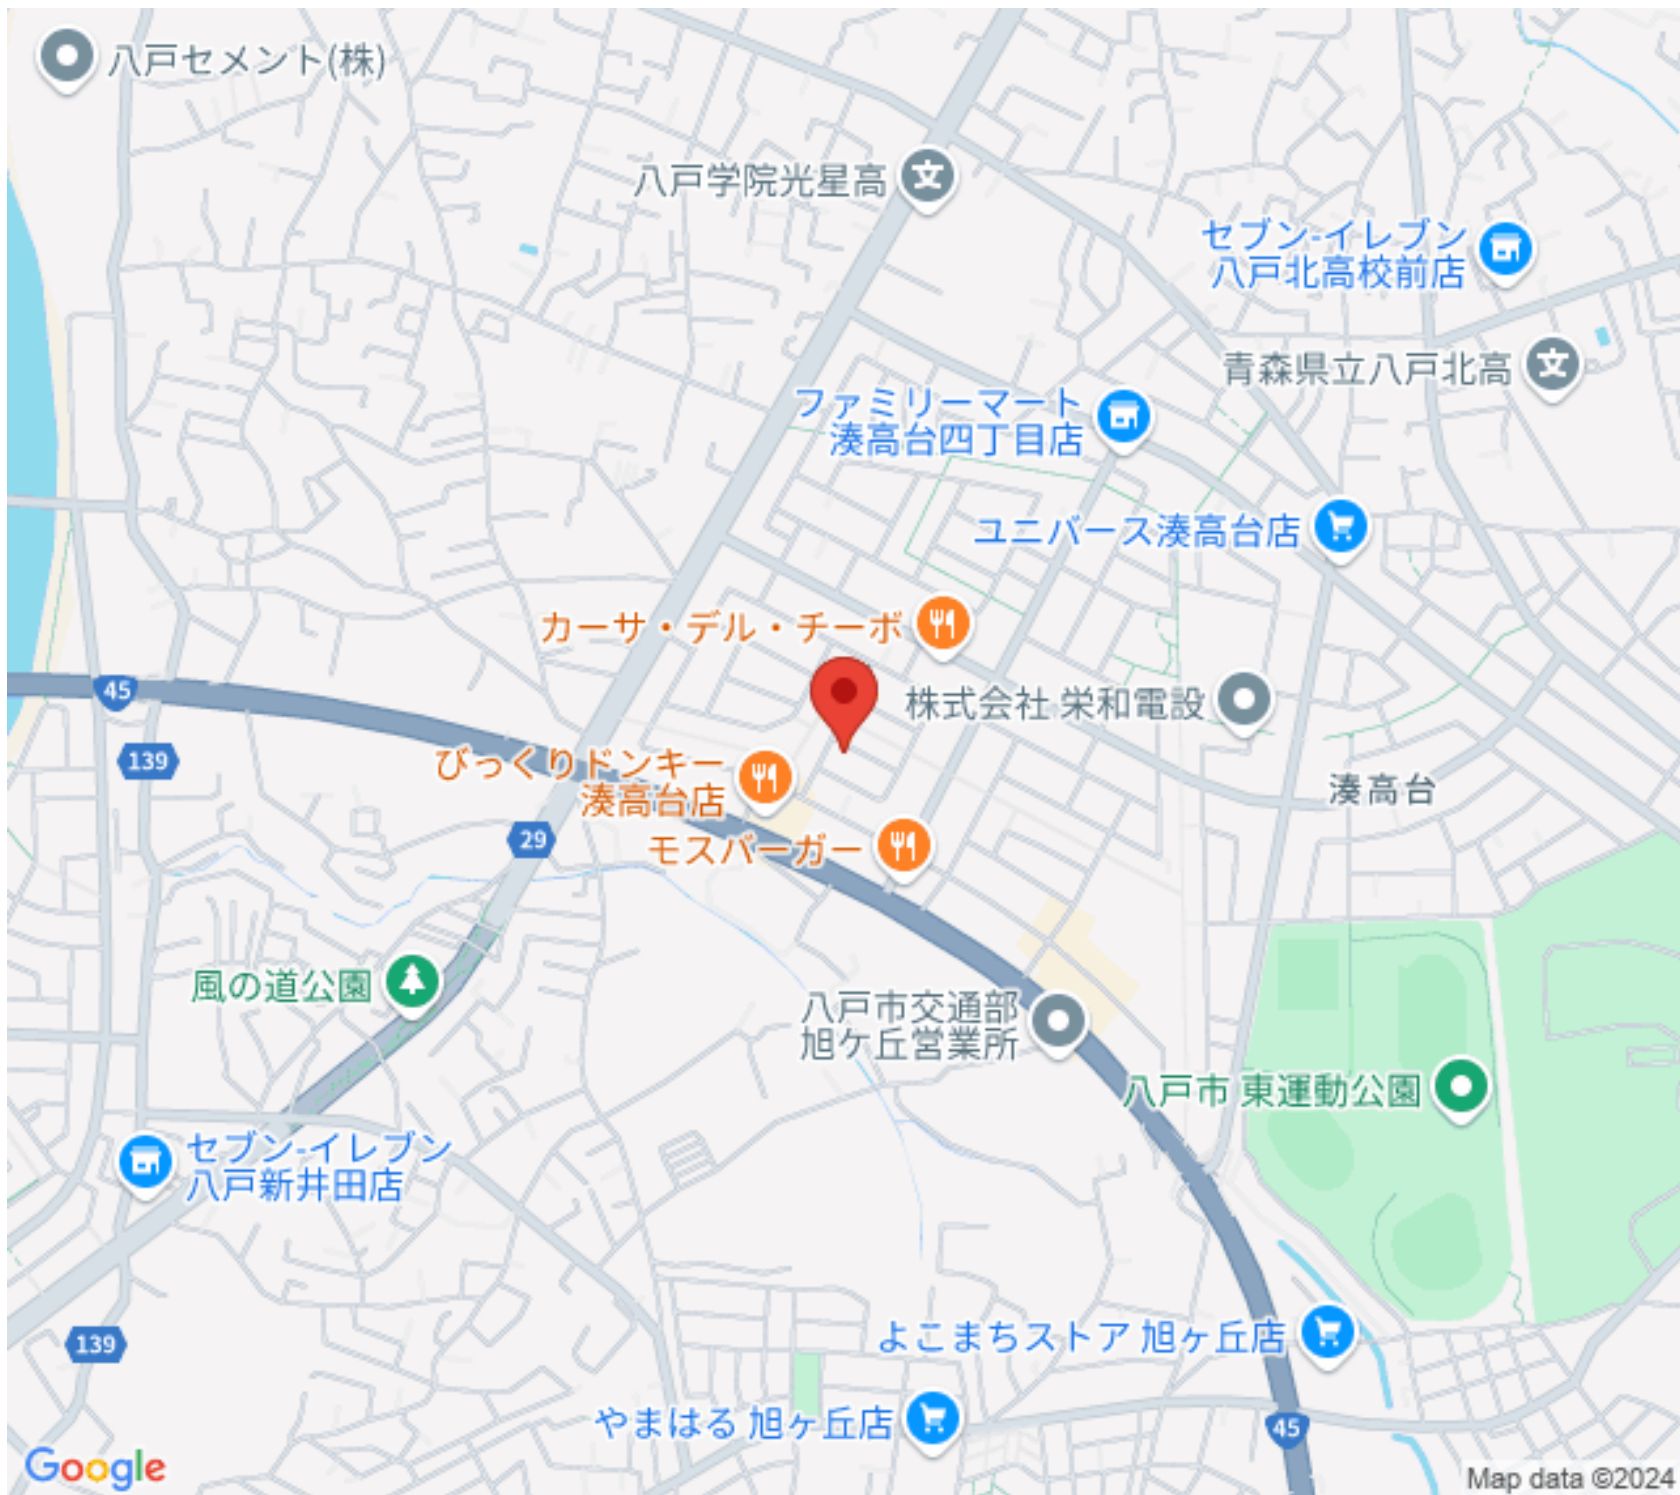 八戸セメント(株)
八戸学院光星高
セブン-イレブン
八戸北高校前店
青森県立八戸北高
ファミリーマート
湊高台四丁目店
ユニバース湊高台店
カーサ・デル・チーボ
45
株式会社 栄和電設
139
びっくりドンキー
湊高台店
湊高台
29
モスバーガー
風の道公園
八戸市交通部
旭ケ丘営業所
八戸市 東運動公園
セブン-イレブン
八戸新井田店
139
よこまちストア 旭ヶ丘店
やまはる 旭ヶ丘店
45
Google
Map data ©2024